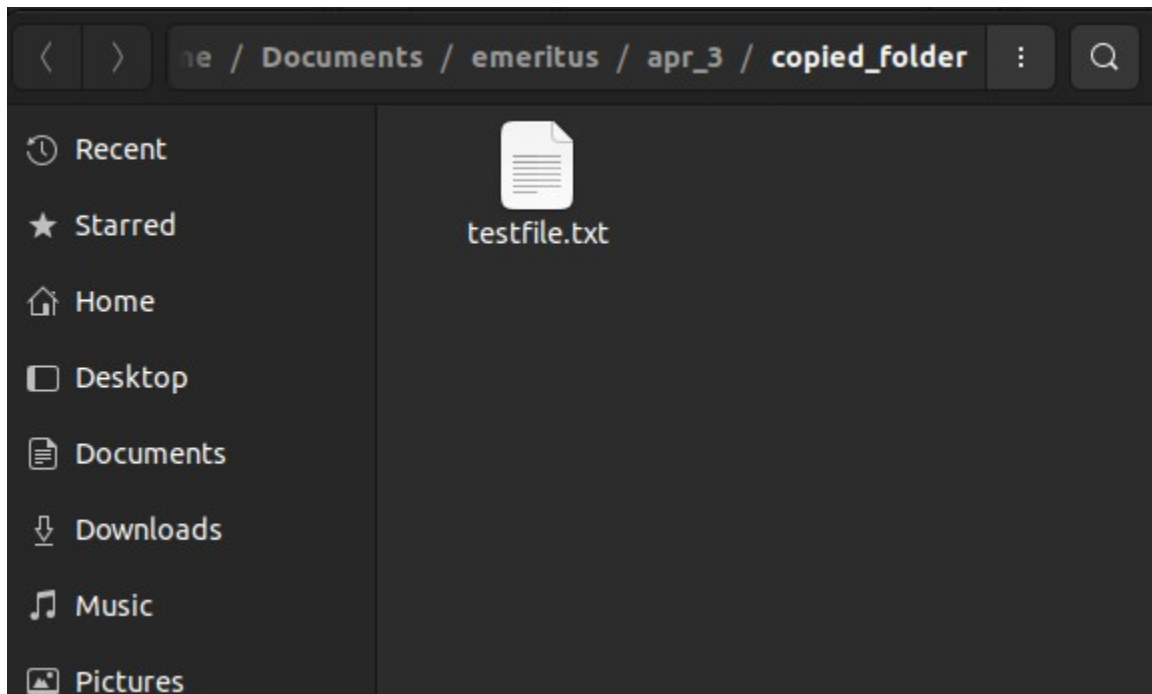 / Documents / emeritus / apr_3 / copied_folder
Recent
testfile.txt
Starred
Home
Desktop
Documents
Downloads
Music
Pictures